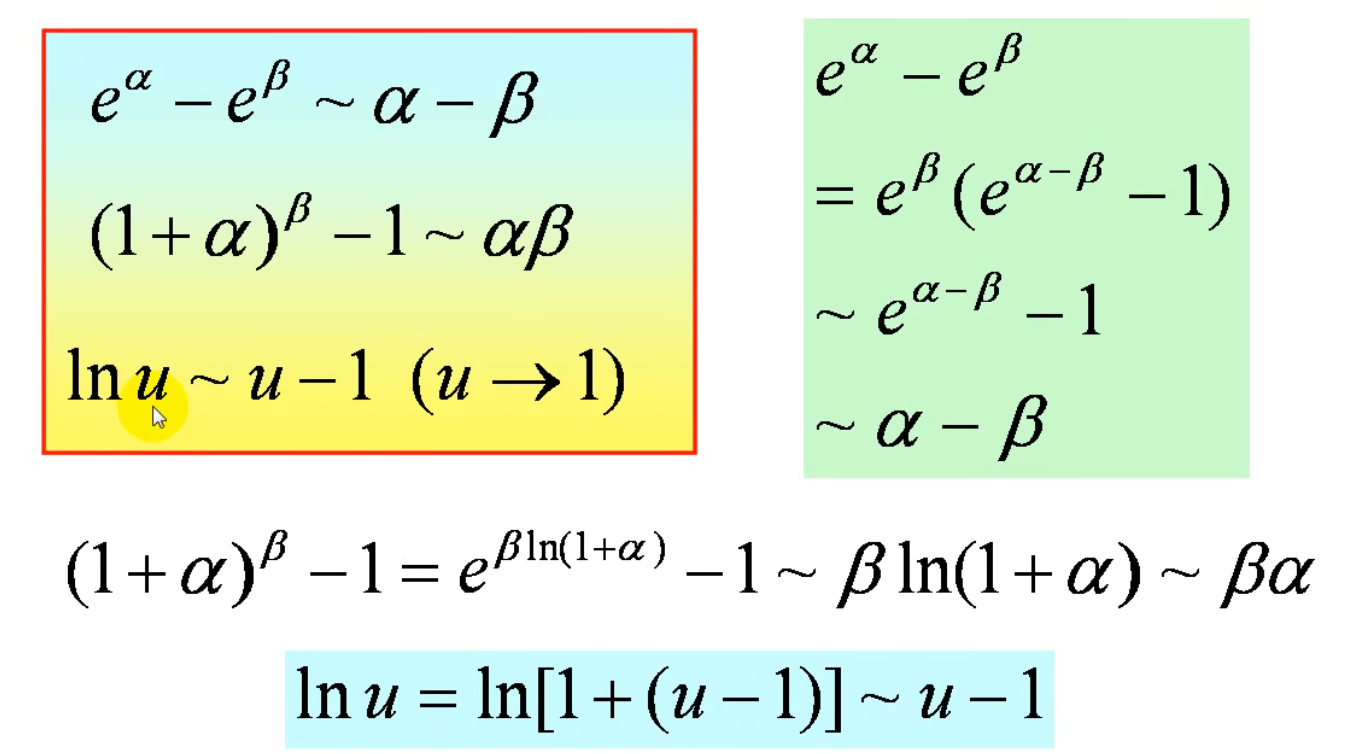 e^α − e^β ~ α − β
(1+α)^β − 1 ~ αβ
ln u ~ u − 1 (u → 1)
e^α − e^β
= e^β (e^{α−β} − 1)
~ e^{α−β} − 1
~ α − β
(1+α)^β − 1 = e^{β ln(1+α)} − 1 ~ β ln(1+α) ~ βα
ln u = ln[1+(u−1)] ~ u − 1